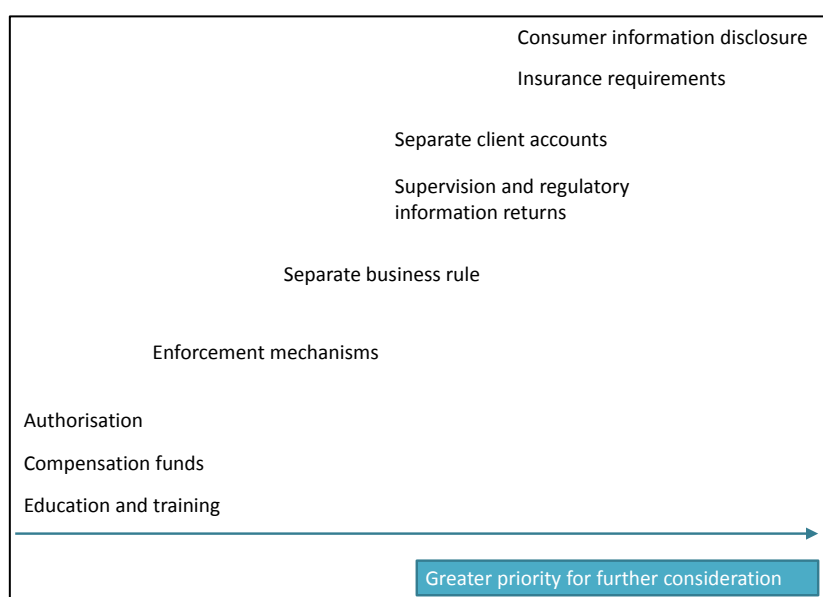 Consumer information disclosure
Insurance requirements
Separate client accounts
Supervision and regulatory
information returns
Separate business rule
Enforcement mechanisms
Authorisation
Compensation funds
Education and training
Greater priority for further consideration